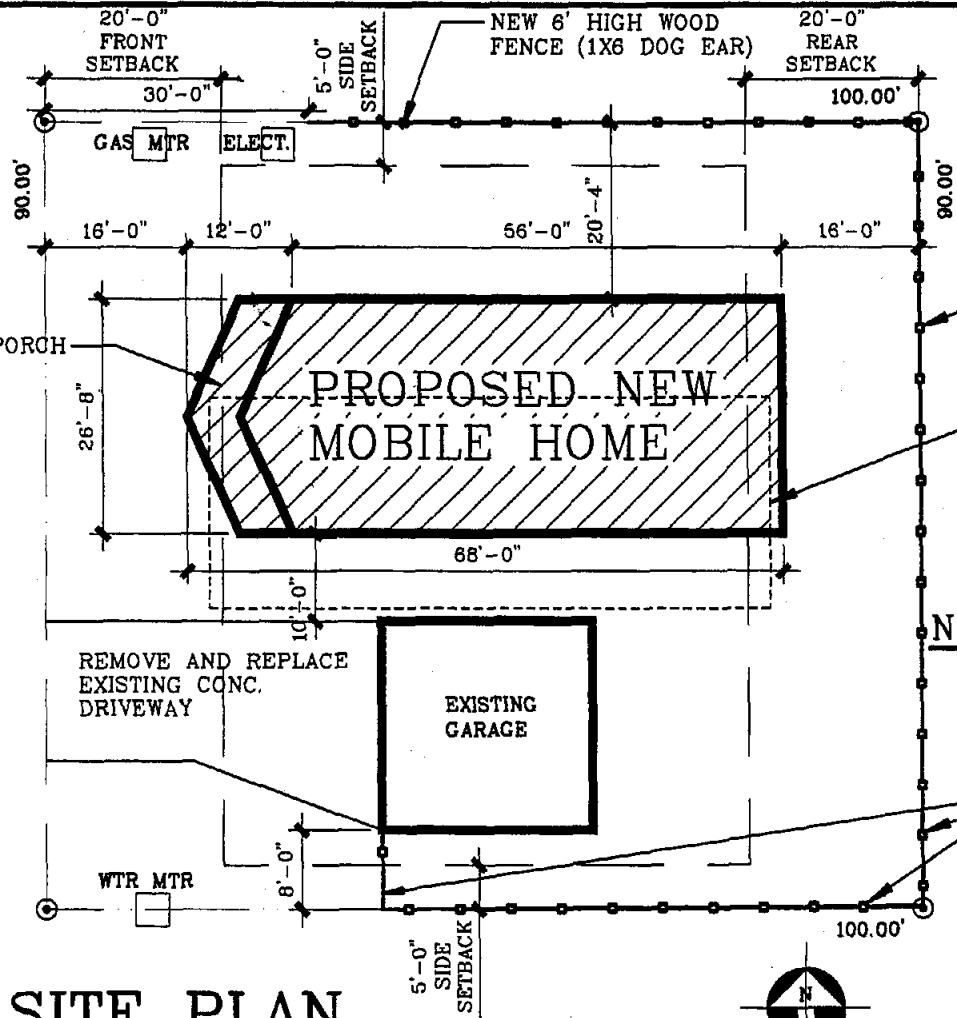 20'-0"
FRONT
SETBACK
30'-0"
5'-0"
SIDE
SETBACK
NEW 6' HIGH WOOD
FENCE (1X6 DOG EAR)
20'-0"
REAR
SETBACK
100.00'
GAS MTR
ELECT.
90.00'
90.00'
16'-0"
12'-0"
56'-0"
20'-4"
16'-0"
PORCH
26'-8"
PROPOSED NEW
MOBILE HOME
68'-0"
10'-0"
REMOVE AND REPLACE
EXISTING CONC.
DRIVEWAY
EXISTING
GARAGE
N
8'-0"
WTR MTR
5'-0"
SIDE
SETBACK
100.00'
N
SITE PLAN